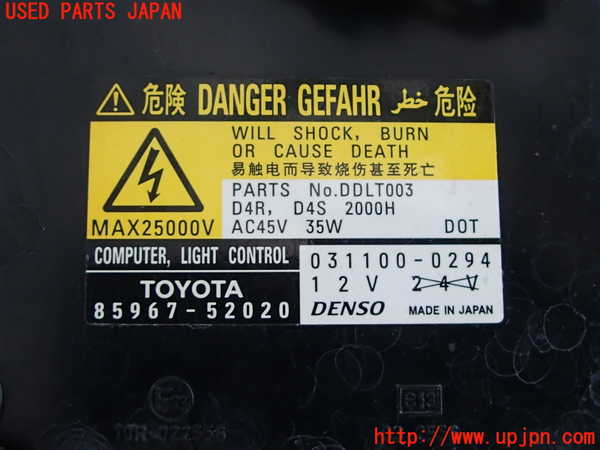 USED PARTS JAPAN
⚠ 危険 DANGER GEFAHR خطر 危险
WILL SHOCK, BURN
OR CAUSE DEATH
易触电而导致烧伤甚至死亡
MAX25000V
PARTS No.DDLT003
D4R, D4S 2000H
AC45V 35W DOT
COMPUTER, LIGHT CONTROL
031100-0294
12V 24V
TOYOTA
85967-52020
DENSO MADE IN JAPAN
http://www.upjpn.com/